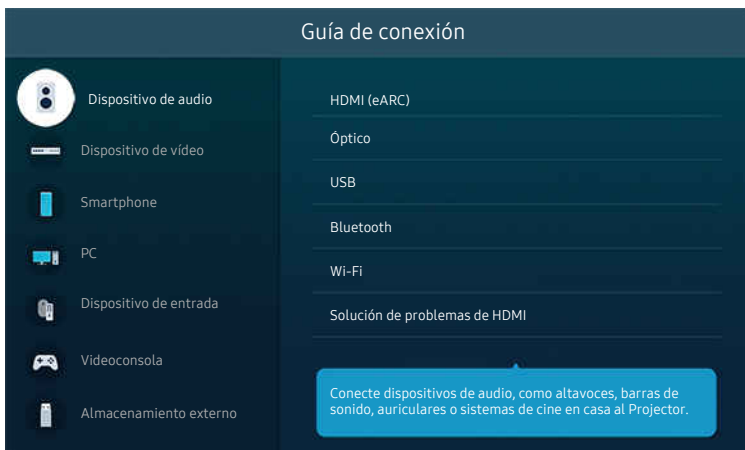 Guía de conexión
Dispositivo de audio
Dispositivo de vídeo
Smartphone
PC
Dispositivo de entrada
Videoconsola
Almacenamiento externo
HDMI (eARC)
Óptico
USB
Bluetooth
Wi-Fi
Solución de problemas de HDMI
Conecte dispositivos de audio, como altavoces, barras de
sonido, auriculares o sistemas de cine en casa al Projector.